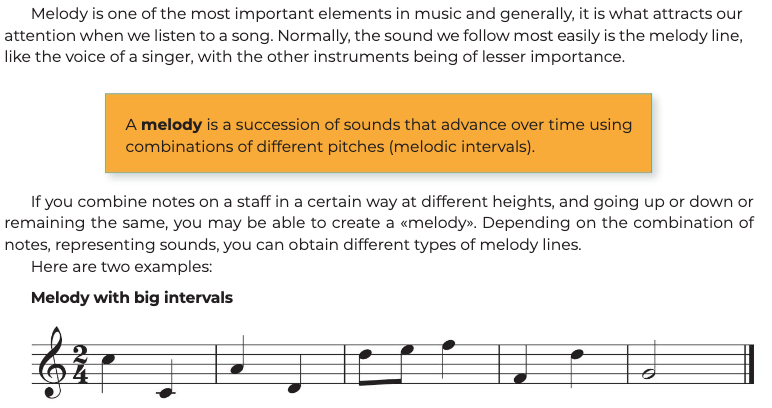 Melody is one of the most important elements in music and generally, it is what attracts our
attention when we listen to a song. Normally, the sound we follow most easily is the melody line,
like the voice of a singer, with the other instruments being of lesser importance.
A melody is a succession of sounds that advance over time using
combinations of different pitches (melodic intervals).
If you combine notes on a staff in a certain way at different heights, and going up or down or
remaining the same, you may be able to create a «melody». Depending on the combination of
notes, representing sounds, you can obtain different types of melody lines.
Here are two examples:
Melody with big intervals
2
4